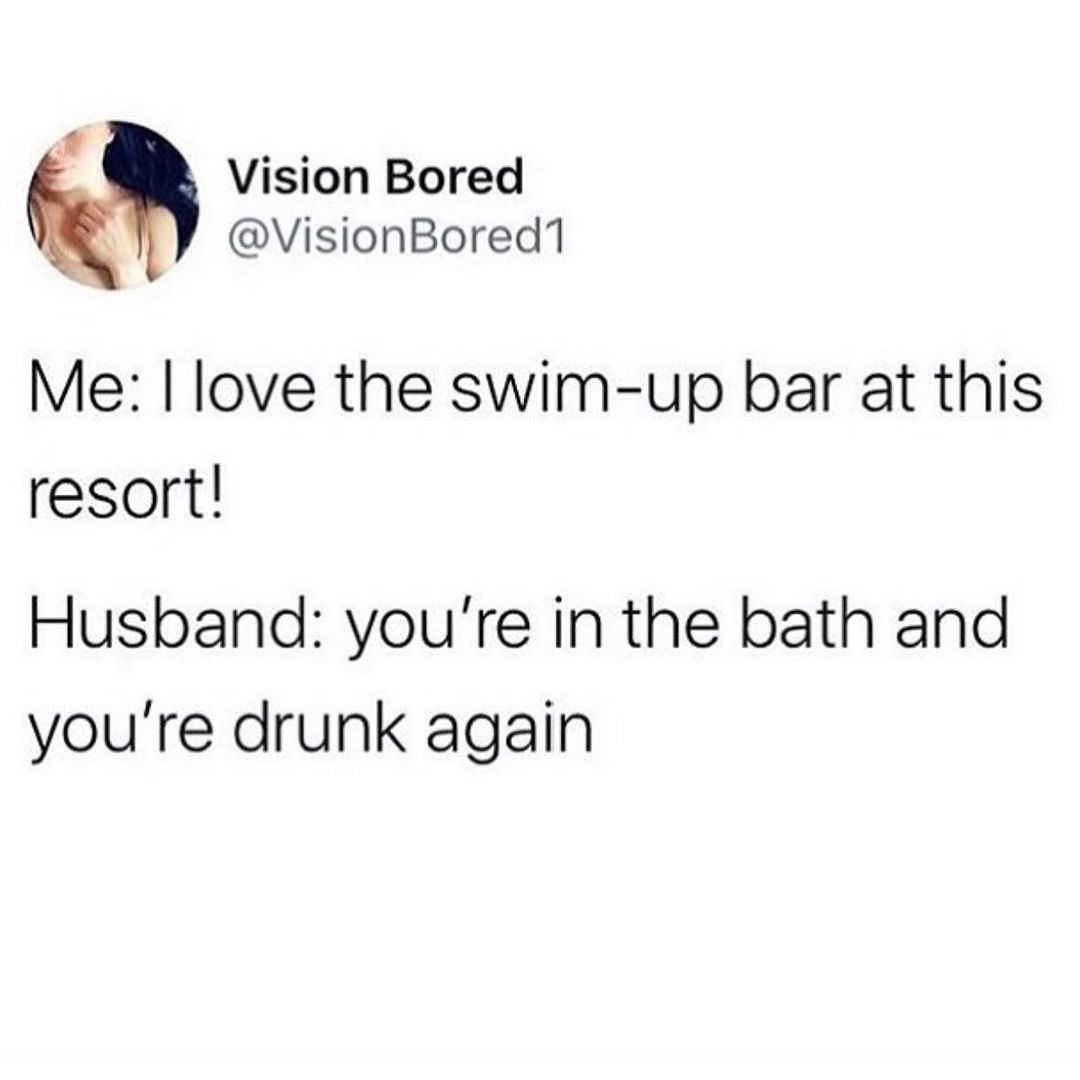 Vision Bored
@VisionBored1
Me: I love the swim-up bar at this
resort!
Husband: you're in the bath and
you're drunk again